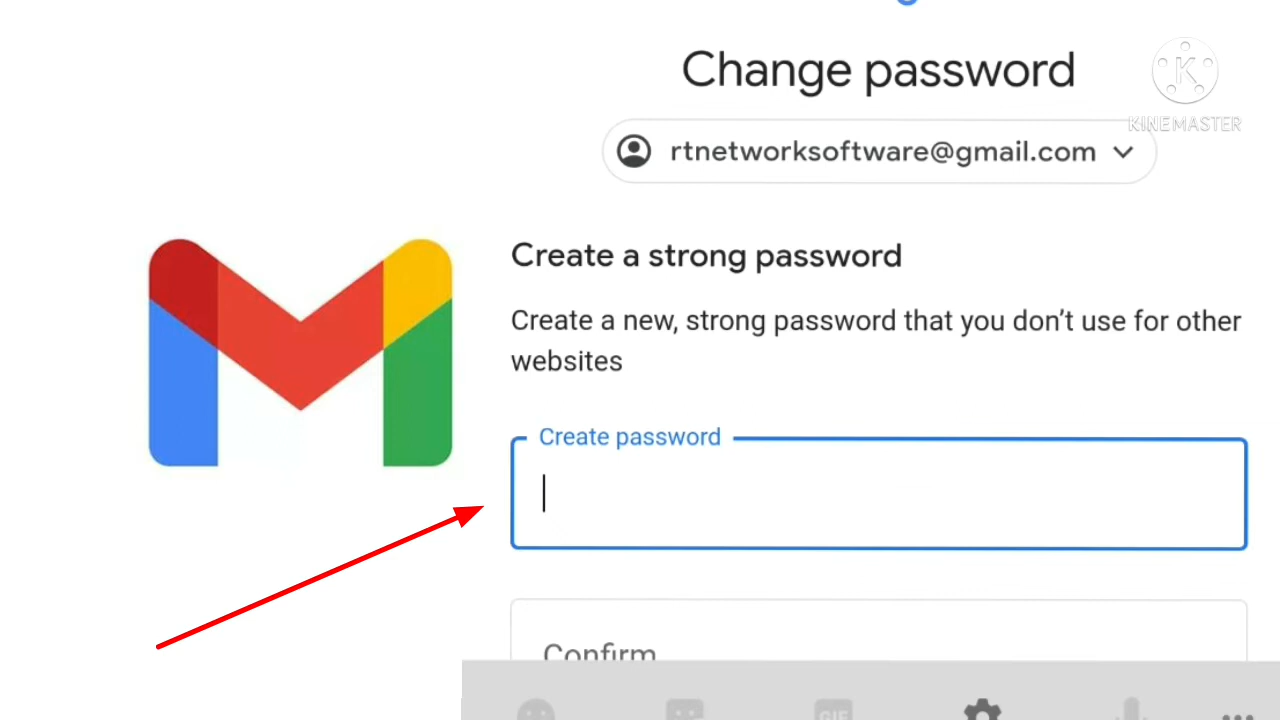 Change password
KINEMASTER
rtnetworksoftware@gmail.com
Create a strong password
Create a new, strong password that you don’t use for other
websites
Create password
Confirm
GIF